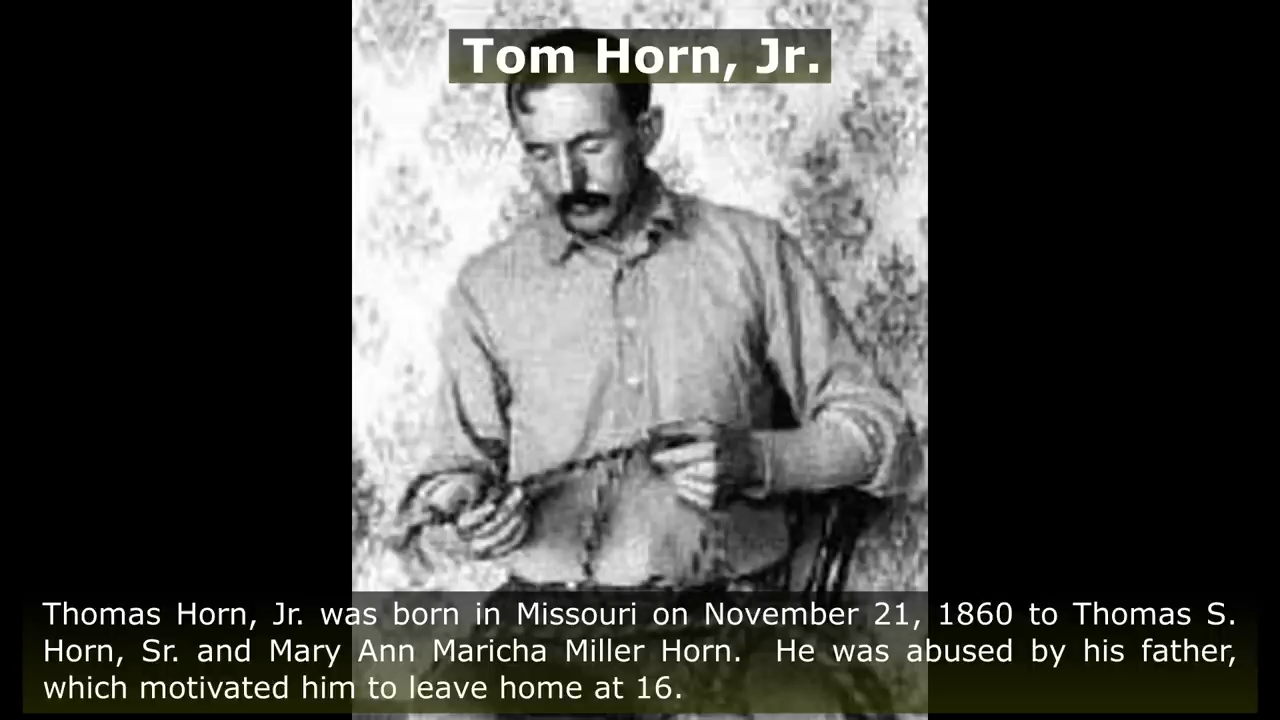 Tom Horn, Jr.
Thomas Horn, Jr. was born in Missouri on November 21, 1860 to Thomas S.
Horn, Sr. and Mary Ann Maricha Miller Horn.  He was abused by his father,
which motivated him to leave home at 16.